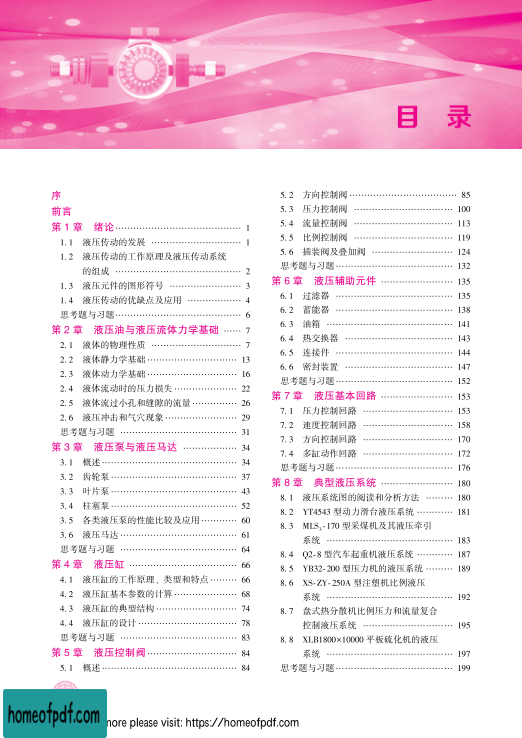 目 录
序
前言
第 1 章 绪论 …… 1
1. 1 液压传动的发展 …… 1
1. 2 液压传动的工作原理及液压传动系统
的组成 …… 2
1. 3 液压元件的图形符号 …… 3
1. 4 液压传动的优缺点及应用 …… 4
思考题与习题 …… 6
第 2 章 液压油与液压流体力学基础 …… 7
2. 1 液体的物理性质 …… 7
2. 2 液体静力学基础 …… 13
2. 3 液体动力学基础 …… 16
2. 4 液体流动时的压力损失 …… 22
2. 5 液体流过小孔和缝隙的流量 …… 26
2. 6 液压冲击和气穴现象 …… 29
思考题与习题 …… 31
第 3 章 液压泵与液压马达 …… 34
3. 1 概述 …… 34
3. 2 齿轮泵 …… 37
3. 3 叶片泵 …… 43
3. 4 柱塞泵 …… 52
3. 5 各类液压泵的性能比较及应用 …… 60
3. 6 液压马达 …… 61
思考题与习题 …… 64
第 4 章 液压缸 …… 66
4. 1 液压缸的工作原理、类型和特点 …… 66
4. 2 液压缸基本参数的计算 …… 68
4. 3 液压缸的典型结构 …… 74
4. 4 液压缸的设计 …… 78
思考题与习题 …… 83
第 5 章 液压控制阀 …… 84
5. 1 概述 …… 84
5. 2 方向控制阀 …… 85
5. 3 压力控制阀 …… 100
5. 4 流量控制阀 …… 113
5. 5 比例控制阀 …… 119
5. 6 插装阀及叠加阀 …… 124
思考题与习题 …… 132
第 6 章 液压辅助元件 …… 135
6. 1 过滤器 …… 135
6. 2 蓄能器 …… 138
6. 3 油箱 …… 141
6. 4 热交换器 …… 143
6. 5 连接件 …… 144
6. 6 密封装置 …… 147
思考题与习题 …… 152
第 7 章 液压基本回路 …… 153
7. 1 压力控制回路 …… 153
7. 2 速度控制回路 …… 158
7. 3 方向控制回路 …… 170
7. 4 多缸动作回路 …… 172
思考题与习题 …… 176
第 8 章 典型液压系统 …… 180
8. 1 液压系统图的阅读和分析方法 …… 180
8. 2 YT4543 型动力滑台液压系统 …… 181
8. 3 MLS₃-170 型采煤机及其液压牵引
系统 …… 183
8. 4 Q2-8 型汽车起重机液压系统 …… 187
8. 5 YB32-200 型压力机的液压系统 …… 189
8. 6 XS-ZY-250A 型注塑机比例液压
系统 …… 192
8. 7 盘式热分散机比例压力和流量复合
控制液压系统 …… 195
8. 8 XLB1800×10000 平板硫化机的液压
系统 …… 197
思考题与习题 …… 199
homeofpdf.com
more please visit: https://homeofpdf.com